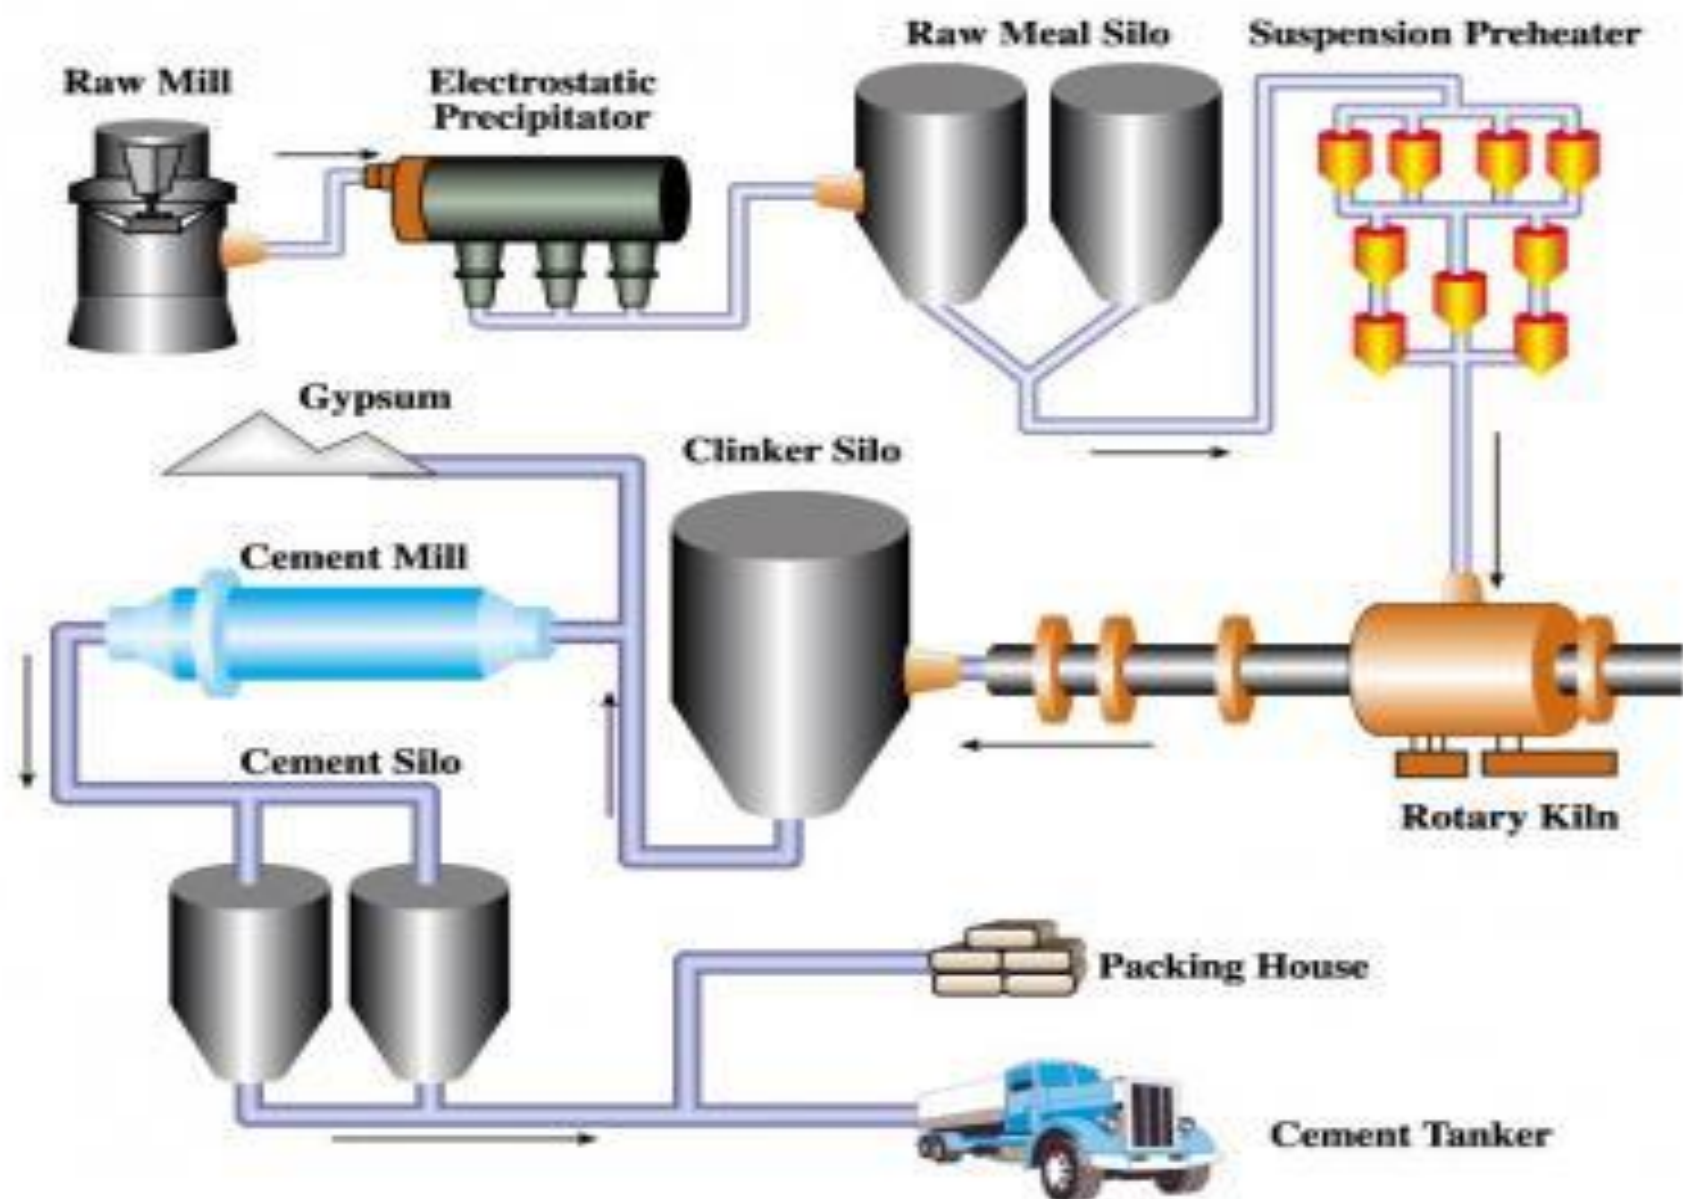 Raw Mill
Electrostatic
Precipitator
Raw Meal Silo
Suspension Preheater
Gypsum
Clinker Silo
Cement Mill
Cement Silo
Rotary Kiln
Packing House
Cement Tanker